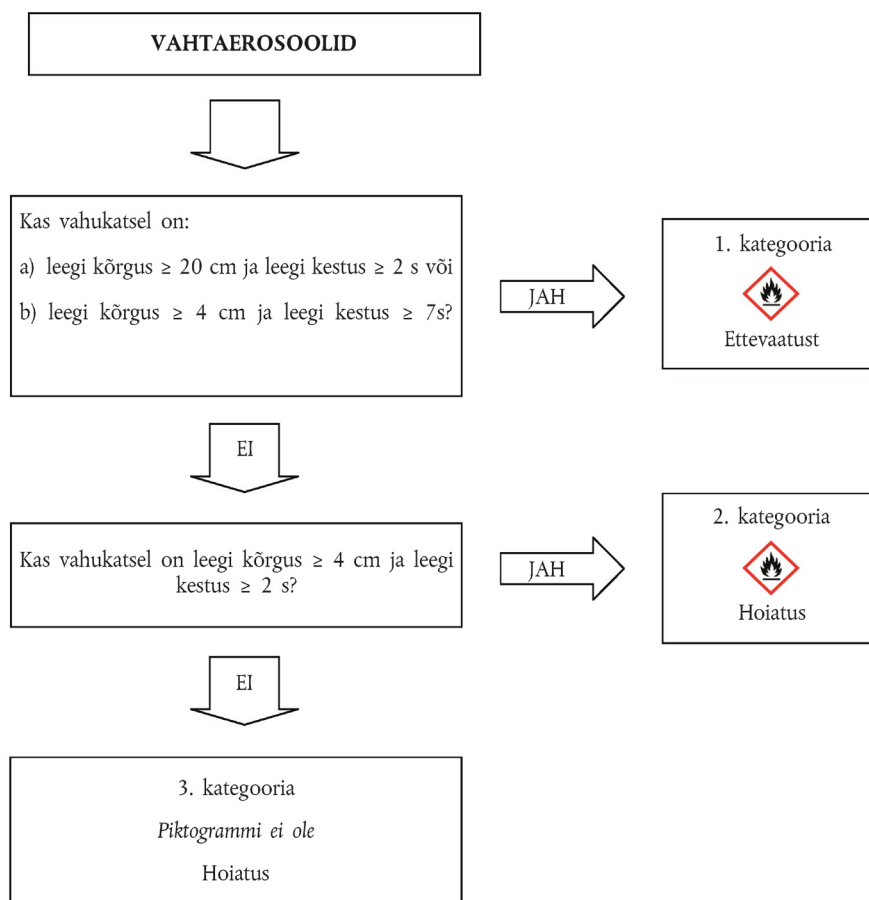 VAHTAEROSOOLID
Kas vahukatsel on:
a) leegi kõrgus ≥ 20 cm ja leegi kestus ≥ 2 s või
b) leegi kõrgus ≥ 4 cm ja leegi kestus ≥ 7s?
JAH
1. kategooria
Ettevaatust
EI
Kas vahukatsel on leegi kõrgus ≥ 4 cm ja leegi
kestus ≥ 2 s?
JAH
2. kategooria
Hoiatus
EI
3. kategooria
Piktogrammi ei ole
Hoiatus